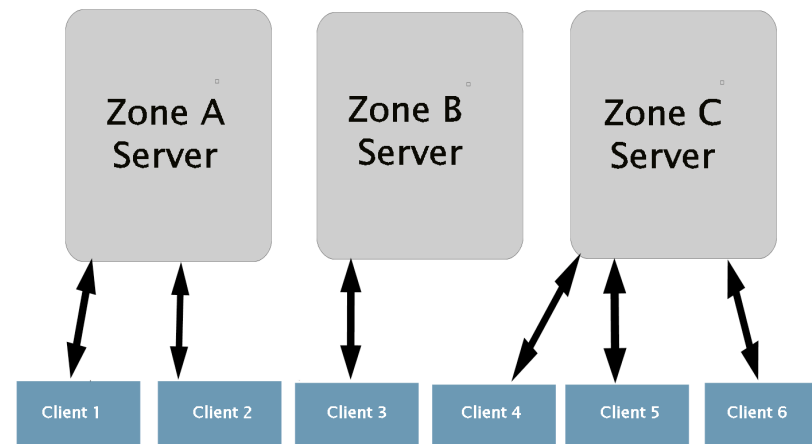 Zone A
Server
Zone B
Server
Zone C
Server
Client 1
Client 2
Client 3
Client 4
Client 5
Client 6